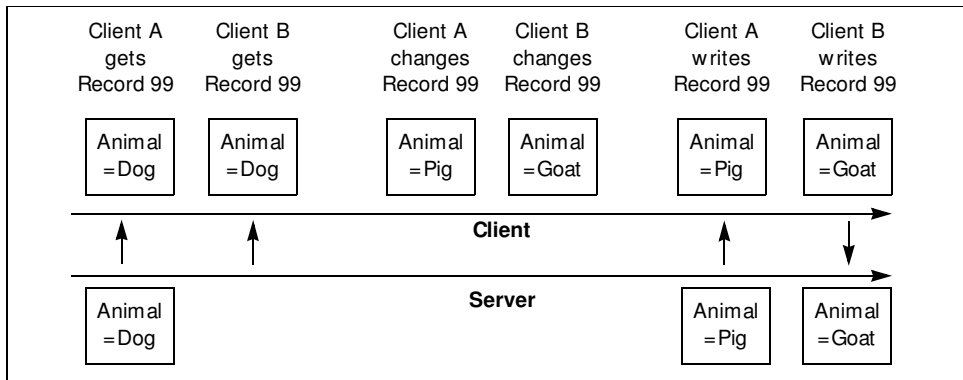 Client A
gets
Record 99
Client B
gets
Record 99
Client A
changes
Record 99
Client B
changes
Record 99
Client A
writes
Record 99
Client B
writes
Record 99
Animal
=Dog
Animal
=Dog
Animal
=Pig
Animal
=Goat
Animal
=Pig
Animal
=Goat
Client
Server
Animal
=Dog
Animal
=Pig
Animal
=Goat